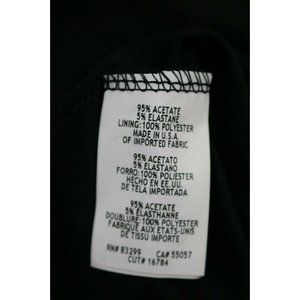 95% ACETATE
5% ELASTANE
LINING: 100% POLYESTER
MADE IN U.S.A.
OF IMPORTED FABRIC
95% ACETATO
5% ELASTANO
FORRO: 100% POLIESTER
HECHO EN EE. UU.
DE TELA IMPORTADA
95% ACETATE
5% ELASTHANNE
DOUBLURE: 100% POLYESTER
FABRIQUE AUX ETATS-UNIS
DE TISSU IMPORTE
RN# 83299 CA# 55057
CUT# 16784